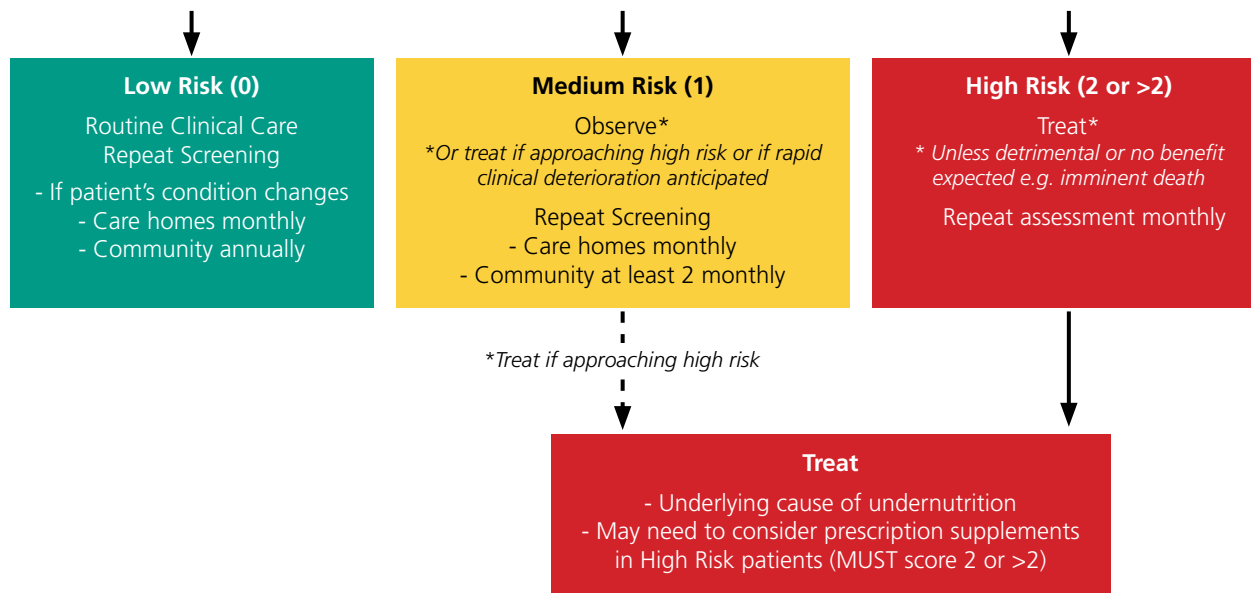 Low Risk (0)
Routine Clinical Care
Repeat Screening
- If patient's condition changes
- Care homes monthly
- Community annually
Medium Risk (1)
Observe*
*Or treat if approaching high risk or if rapid
clinical deterioration anticipated
Repeat Screening
- Care homes monthly
- Community at least 2 monthly
High Risk (2 or >2)
Treat*
* Unless detrimental or no benefit
expected e.g. imminent death
Repeat assessment monthly
*Treat if approaching high risk
Treat
- Underlying cause of undernutrition
- May need to consider prescription supplements
in High Risk patients (MUST score 2 or >2)